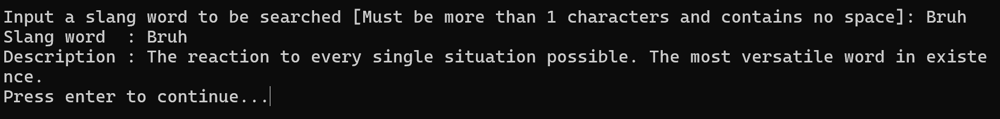 Input a slang word to be searched [Must be more than 1 characters and contains no space]: Bruh
Slang word  : Bruh
Description : The reaction to every single situation possible. The most versatile word in existe
nce.
Press enter to continue...